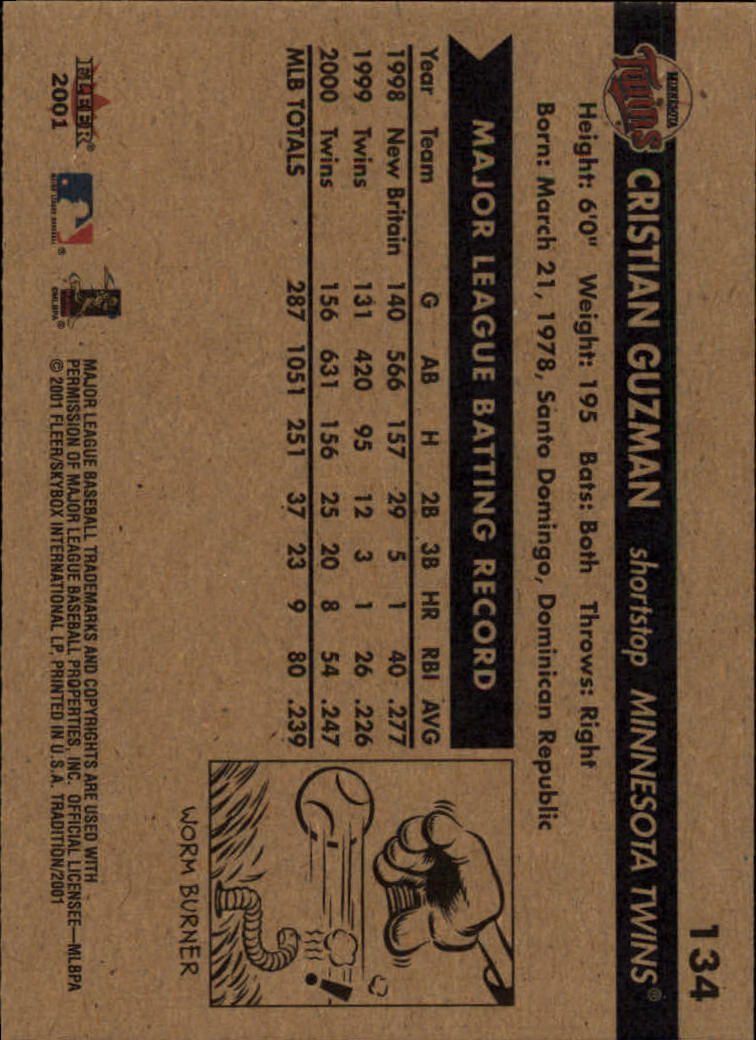 134
MINNESOTA
Twins
CRISTIAN GUZMAN shortstop MINNESOTA TWINS®
Height: 6'0" Weight: 195 Bats: Both Throws: Right
Born: March 21, 1978, Santo Domingo, Dominican Republic
MAJOR LEAGUE BATTING RECORD
Year Team G AB H 2B 3B HR RBI AVG
1998 New Britain 140 566 157 29 5 1 40 .277
1999 Twins 131 420 95 12 3 1 26 .226
2000 Twins 156 631 156 25 20 8 54 .247
MLB TOTALS 287 1051 251 37 23 9 80 .239
!
WORM BURNER
FLEER®
2001
®
©MLBPA
MAJOR LEAGUE BASEBALL TRADEMARKS AND COPYRIGHTS ARE USED WITH
PERMISSION OF MAJOR LEAGUE BASEBALL PROPERTIES, INC. OFFICIAL LICENSEE—MLBPA
© 2001 FLEER/SKYBOX INTERNATIONAL LP. PRINTED IN U.S.A. TRADITION/2001